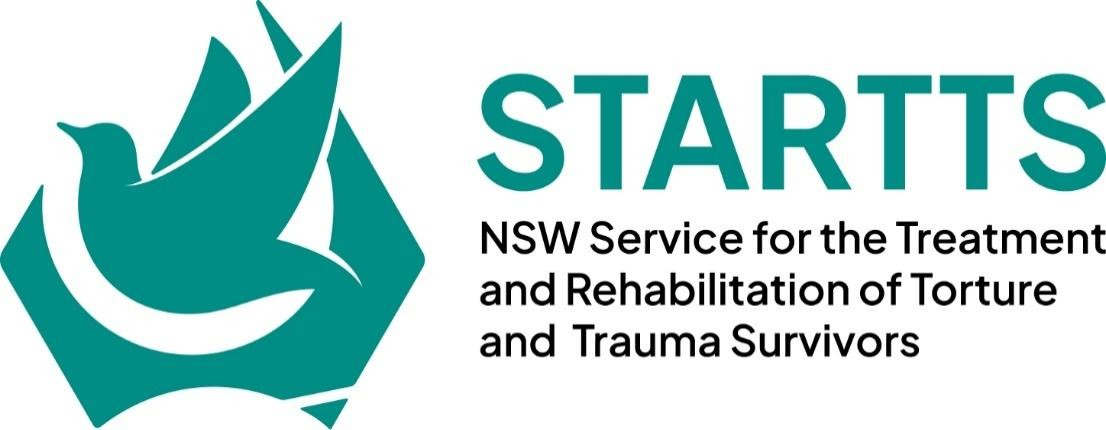 STARTTS
NSW Service for the Treatment
and Rehabilitation of Torture
and Trauma Survivors